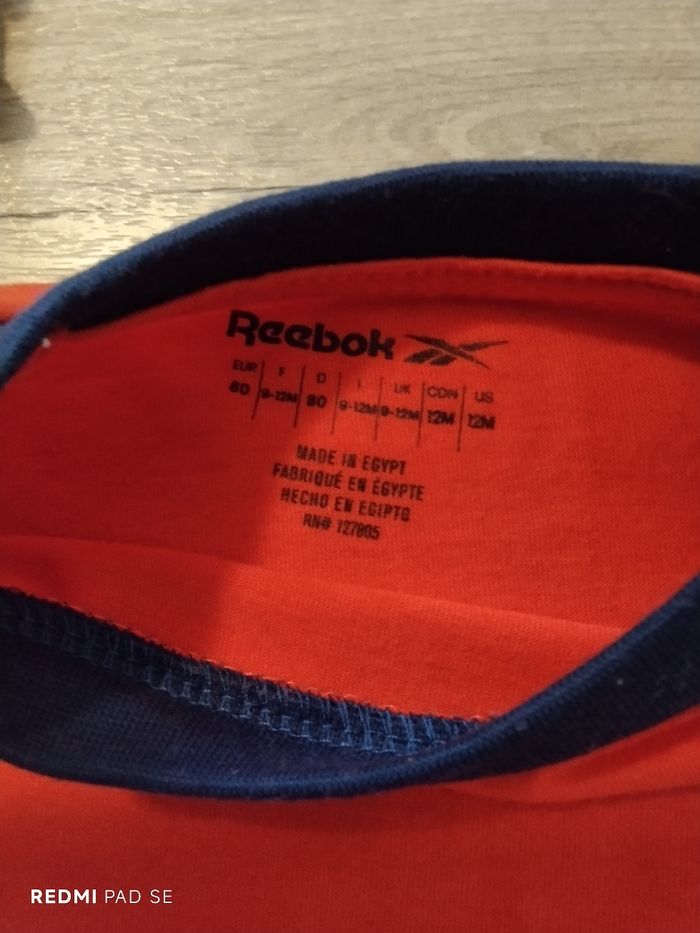 Reebok
EUR F D I UK CDN US
80 9-12M 80 9-12M 9-12M 12M 12M
MADE IN EGYPT
FABRIQUÉ EN ÉGYPTE
HECHO EN EGIPTO
RN# 127805
REDMI PAD SE